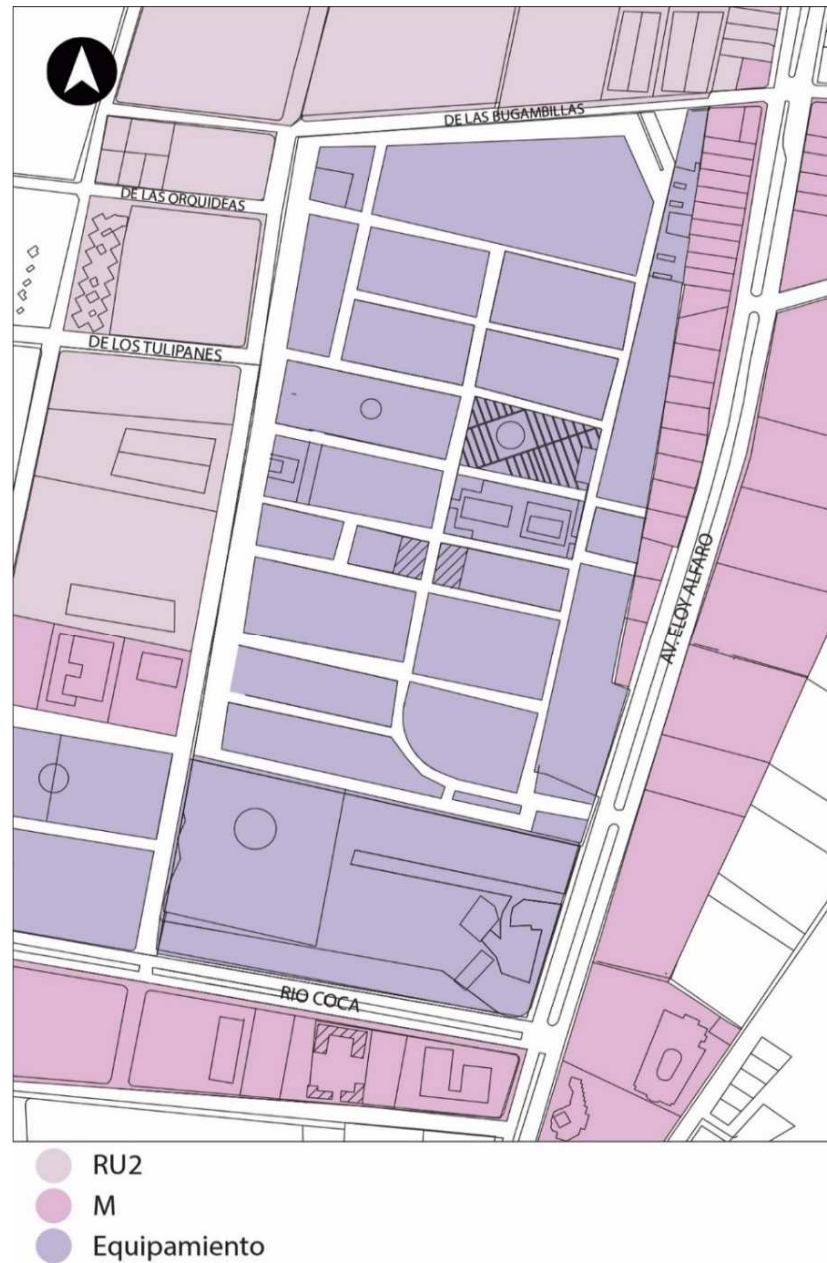 DE LAS BUGAMBILLAS
DE LAS ORQUIDEAS
DE LOS TULIPANES
AV. ELOY ALFARO
RIO COCA
RU2
M
Equipamiento